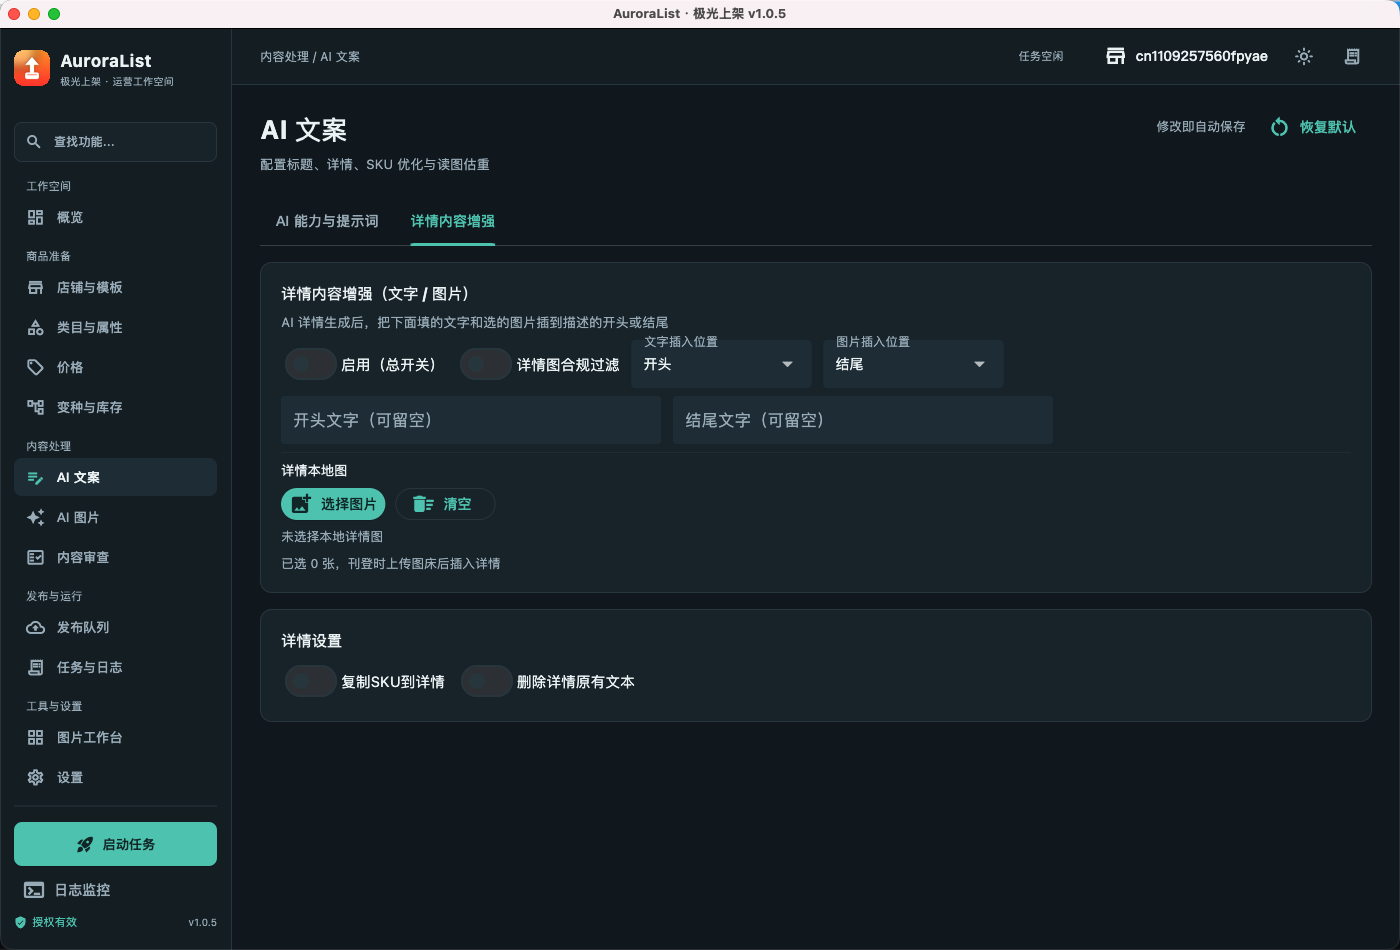 AuroraList · 极光上架 v1.0.5
AuroraList
极光上架 · 运营工作空间
查找功能...
工作空间
概览
商品准备
店铺与模板
类目与属性
价格
变种与库存
内容处理
AI 文案
AI 图片
内容审查
发布与运行
发布队列
任务与日志
工具与设置
图片工作台
设置
启动任务
日志监控
授权有效 v1.0.5
内容处理 / AI 文案 任务空闲 cn1109257560fpyae
AI 文案
修改即自动保存 恢复默认
配置标题、详情、SKU 优化与读图估重
AI 能力与提示词 详情内容增强
详情内容增强（文字 / 图片）
AI 详情生成后，把下面填的文字和选的图片插到描述的开头或结尾
文字插入位置 图片插入位置
启用（总开关） 详情图合规过滤 开头 结尾
开头文字（可留空） 结尾文字（可留空）
详情本地图
选择图片 清空
未选择本地详情图
已选 0 张，刊登时上传图床后插入详情
详情设置
复制SKU到详情 删除详情原有文本